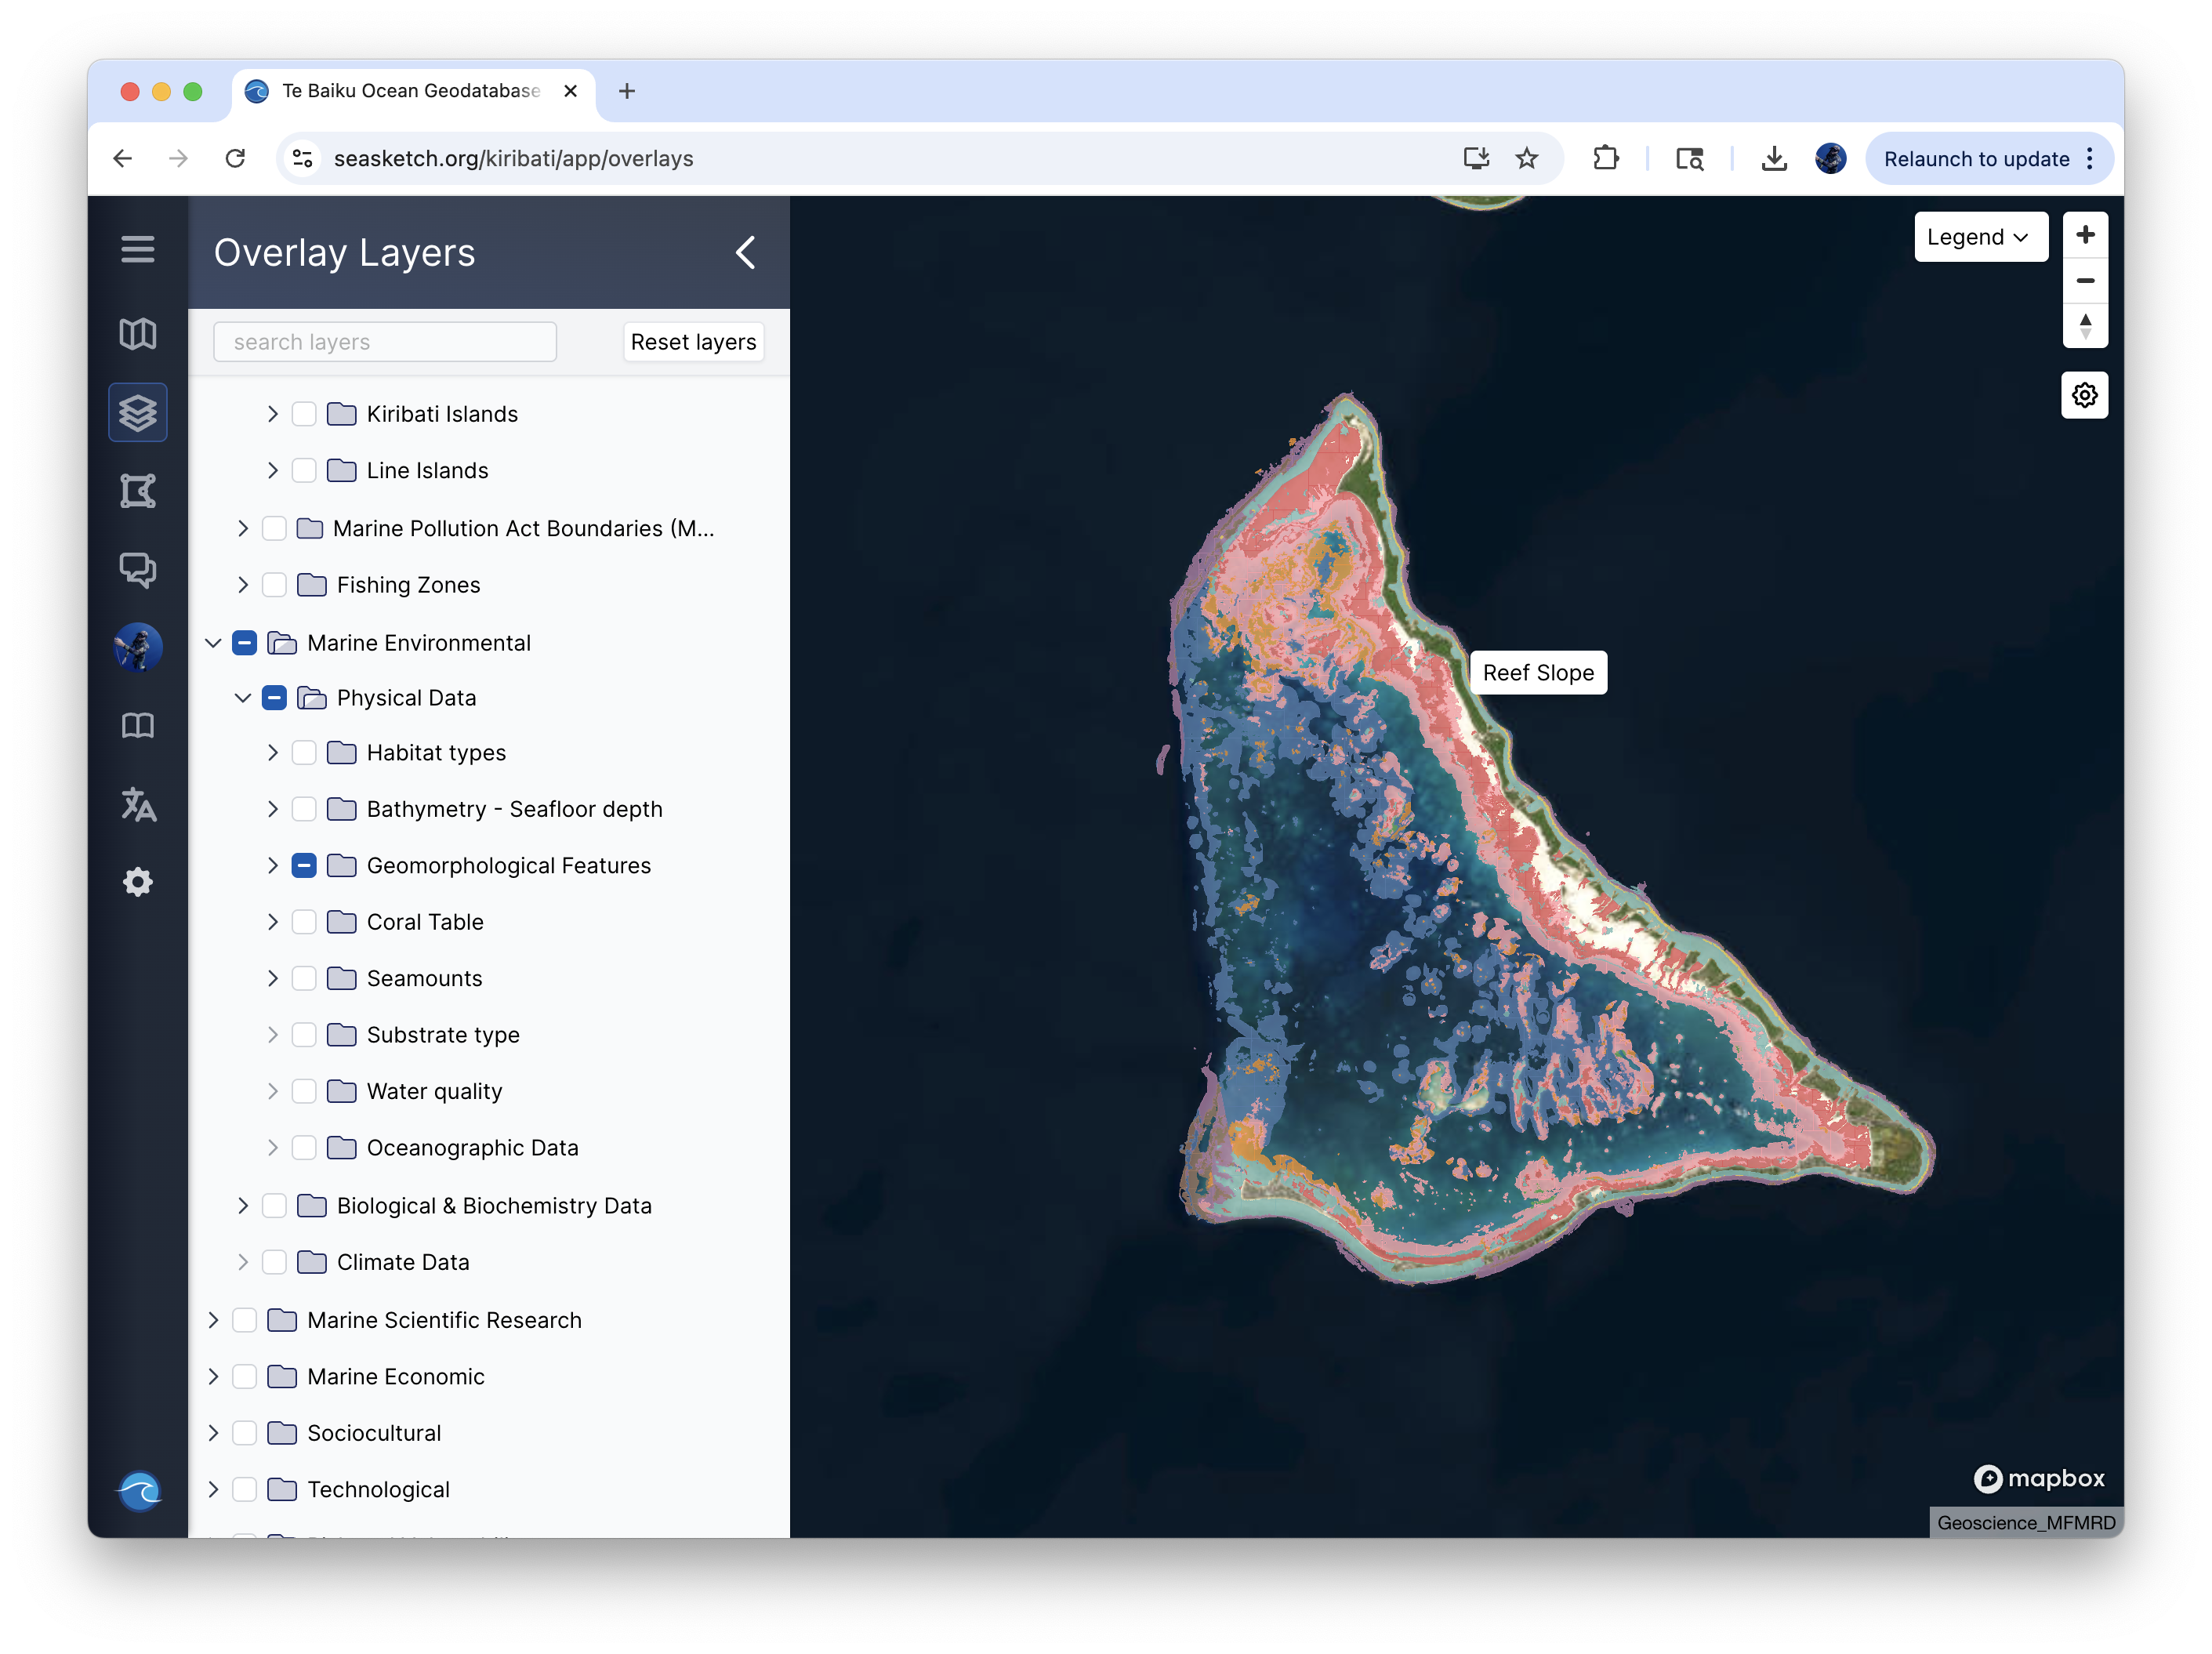 Te Baiku Ocean Geodatabase
seasketch.org/kiribati/app/overlays
Relaunch to update
Overlay Layers
search layers
Reset layers
Kiribati Islands
Line Islands
Marine Pollution Act Boundaries (M...
Fishing Zones
Marine Environmental
Physical Data
Habitat types
Bathymetry - Seafloor depth
Geomorphological Features
Coral Table
Seamounts
Substrate type
Water quality
Oceanographic Data
Biological & Biochemistry Data
Climate Data
Marine Scientific Research
Marine Economic
Sociocultural
Technological
Legend
Reef Slope
mapbox
Geoscience_MFMRD